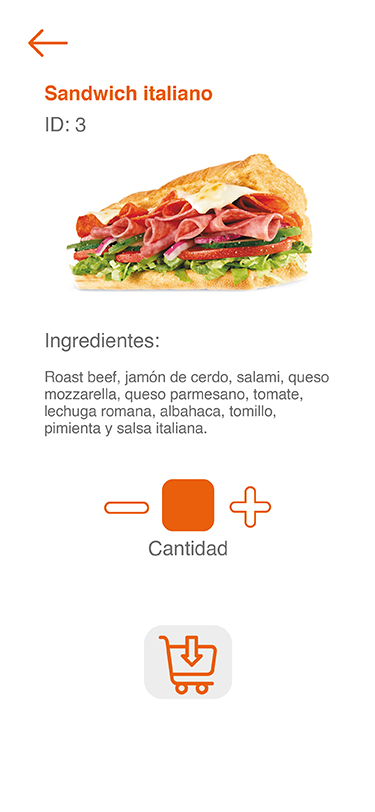 Sandwich italiano
ID: 3
Ingredientes:
Roast beef, jamón de cerdo, salami, queso
mozzarella, queso parmesano, tomate,
lechuga romana, albahaca, tomillo,
pimienta y salsa italiana.
Cantidad